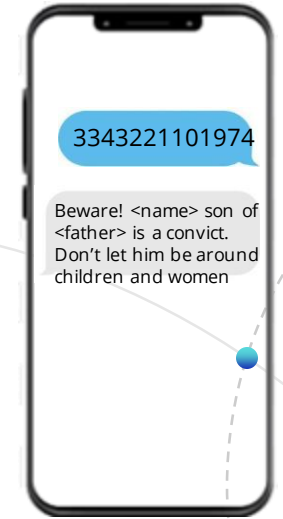 3343221101974
Beware! <name> son of
<father> is a convict.
Don’t let him be around
children and women